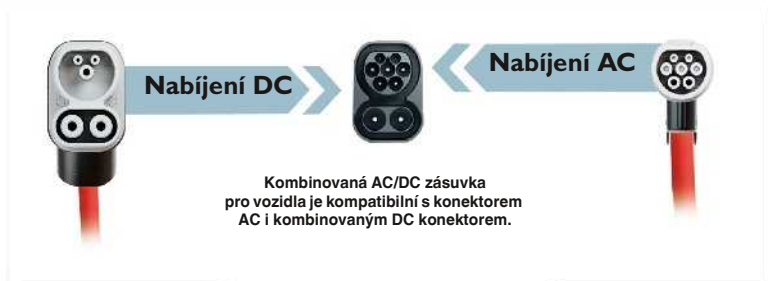 Nabíjení DC
Nabíjení AC
Kombinovaná AC/DC zásuvka
pro vozidla je kompatibilní s konektorem
AC i kombinovaným DC konektorem.